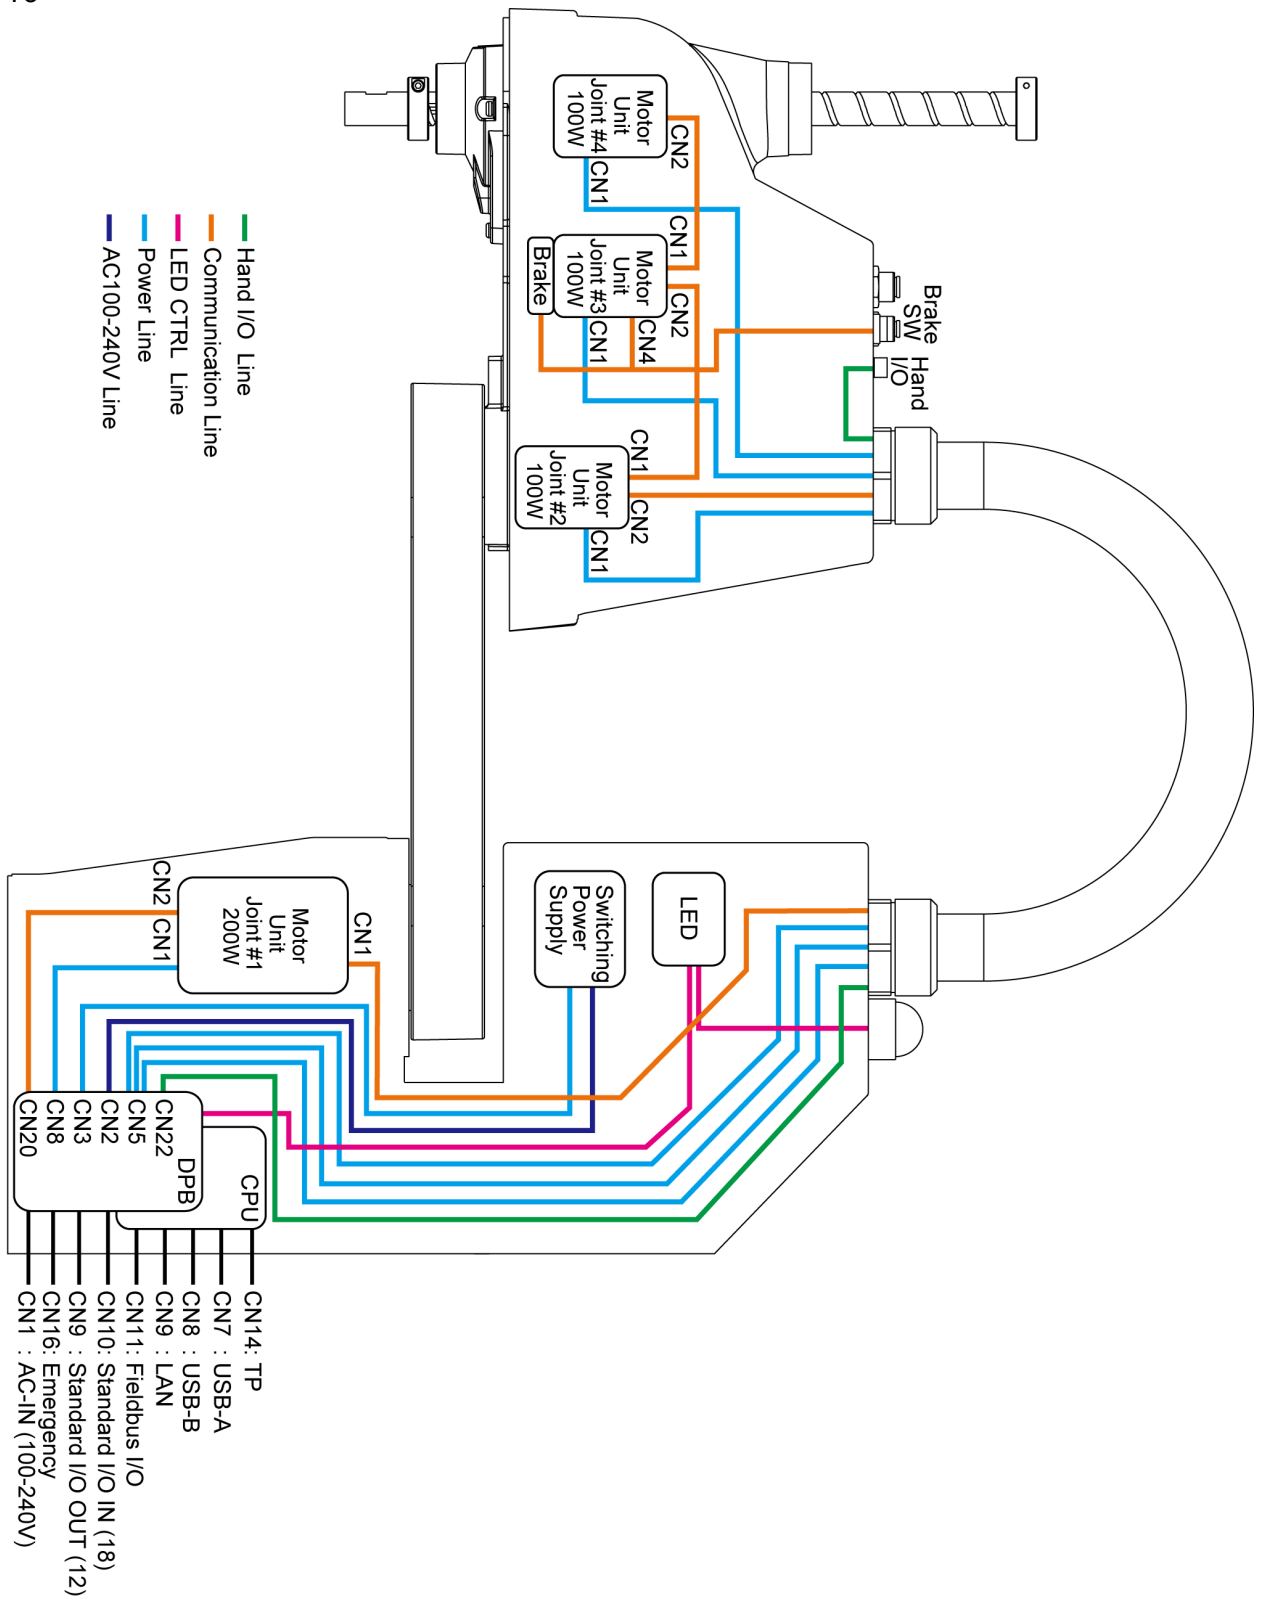 Motor
Unit
Joint #4
100W
CN2
CN1
CN1
Motor
Unit
Joint #3
100W
Brake
CN2
CN4
CN1
Brake
SW
Hand
I/O
CN1
Motor
Unit
Joint #2
100W
CN2
CN1
Hand I/O Line
Communication Line
LED CTRL Line
Power Line
AC100-240V Line
CN2
CN1
Motor
Unit
Joint #1
200W
CN1
Switching
Power
Supply
LED
CN22
CN5
CN2
CN3
CN8
CN20
DPB
CPU
CN14: TP
CN7 : USB-A
CN8 : USB-B
CN9 : LAN
CN11: Fieldbus I/O
CN10: Standard I/O IN (18)
CN9 : Standard I/O OUT (12)
CN16: Emergency
CN1 : AC-IN (100-240V)